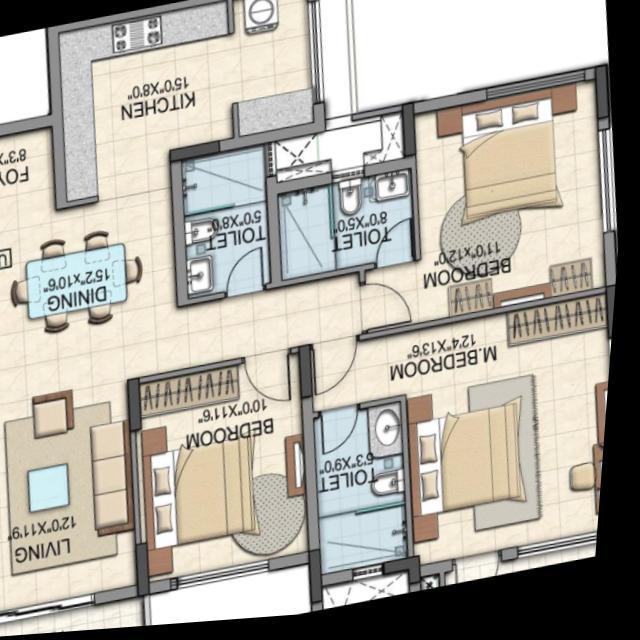 KITCHEN
15'0"X8'0"
FOY
8'3"
TOILET
5'0"X8'0"
TOILET
8'0"X5'0"
BEDROOM
11'0"X12'0"
DINING
15'2"X10'6"
M.BEDROOM
12'4"X13'6"
BEDROOM
10'0"X11'6"
TOILET
6'3"X9'0"
LIVING
12'0"X11'9"